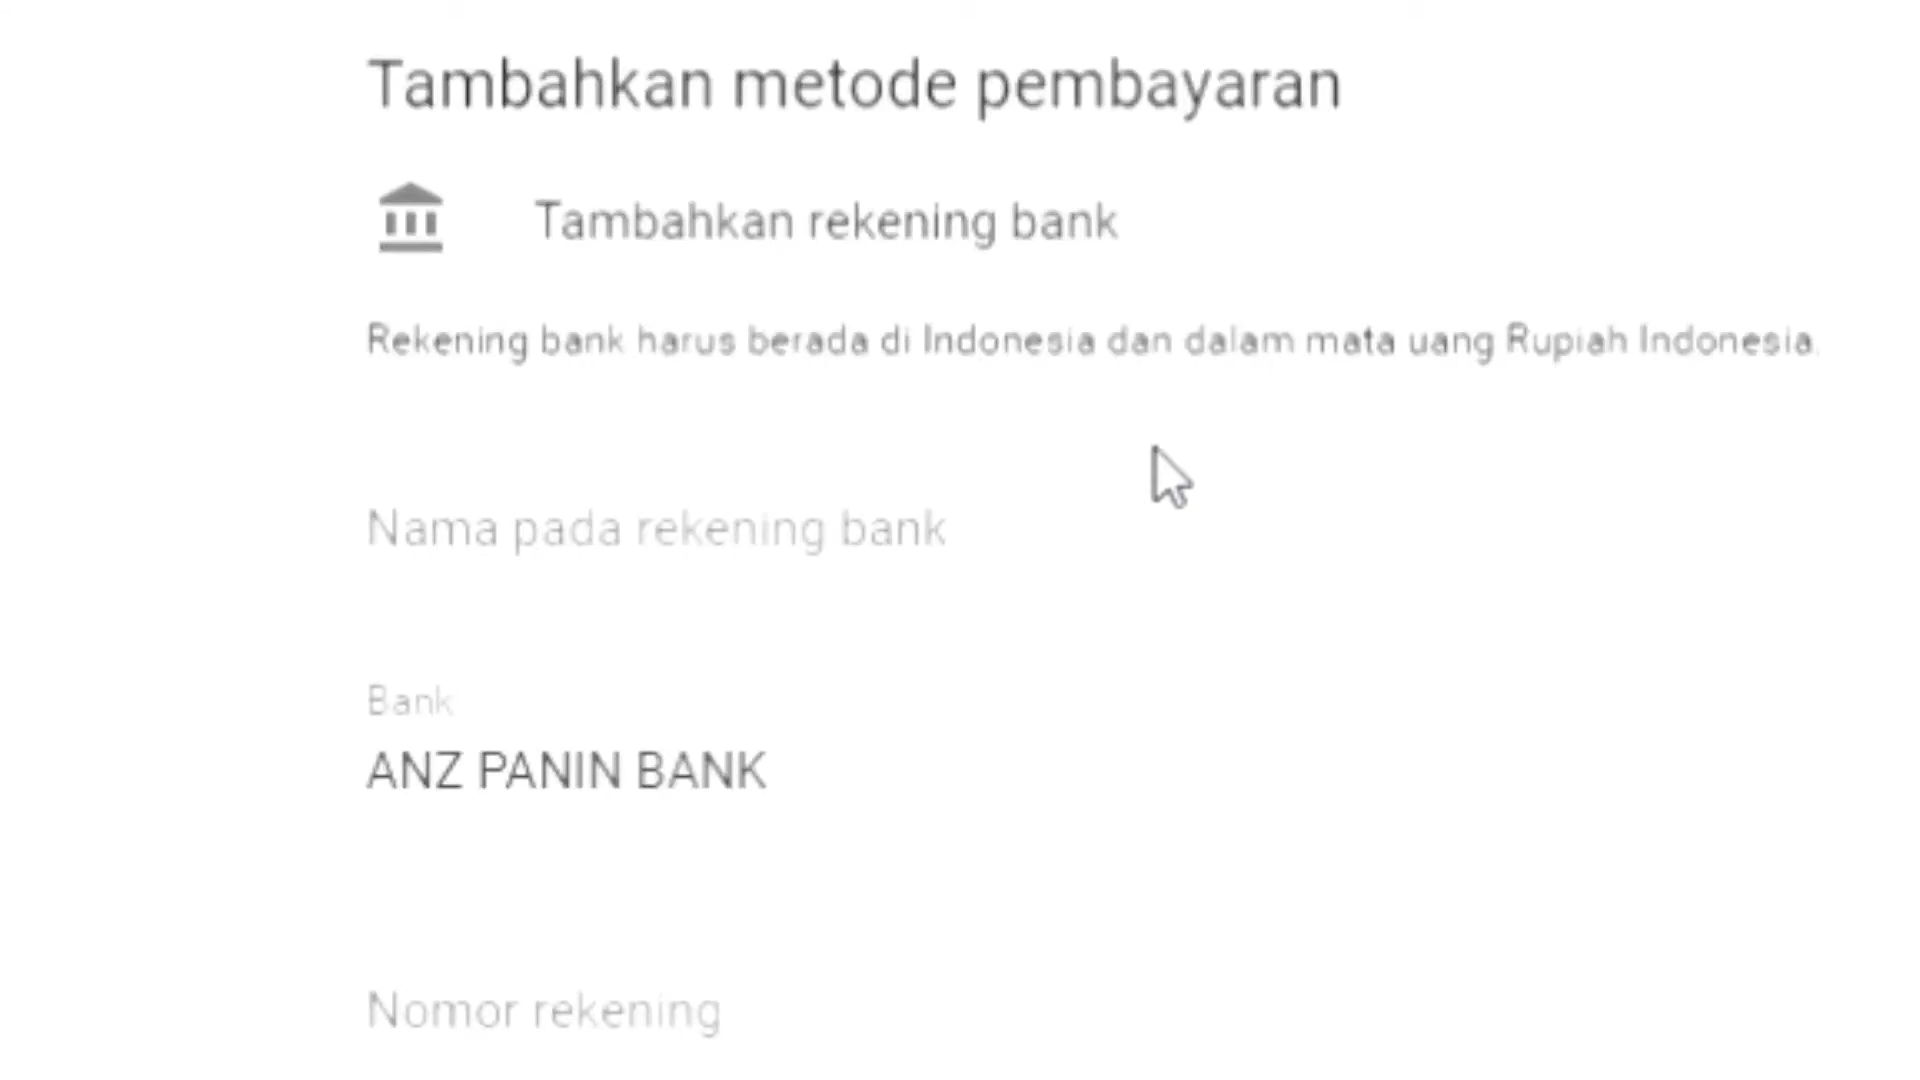 Tambahkan metode pembayaran
Tambahkan rekening bank
Rekening bank harus berada di Indonesia dan dalam mata uang Rupiah Indonesia.
Nama pada rekening bank
Bank
ANZ PANIN BANK
Nomor rekening